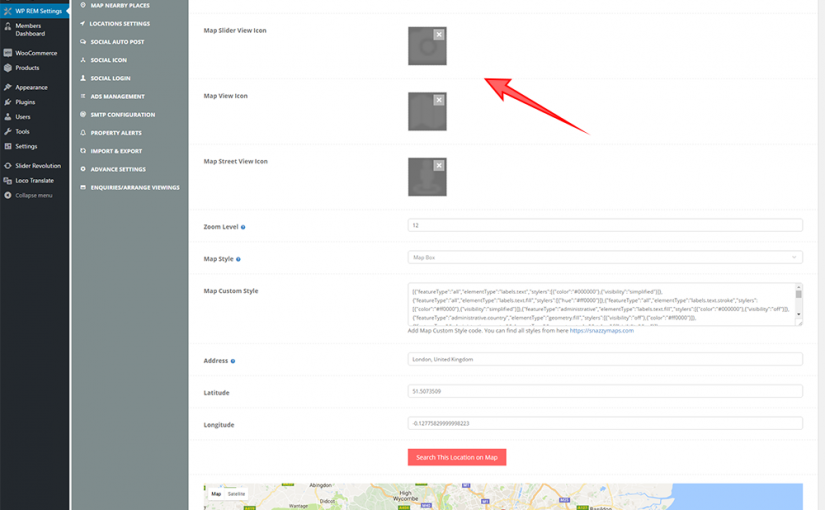 WP REM Settings
Members
Dashboard
WooCommerce
Products
Appearance
Plugins
Users
Tools
Settings
Slider Revolution
Loco Translate
Collapse menu
MAP NEARBY PLACES
LOCATIONS SETTINGS
SOCIAL AUTO POST
SOCIAL ICON
SOCIAL LOGIN
ADS MANAGEMENT
SMTP CONFIGURATION
PROPERTY ALERTS
IMPORT & EXPORT
ADVANCE SETTINGS
ENQUIRIES/ARRANGE VIEWINGS
Map Slider View Icon
Map View Icon
Map Street View Icon
Zoom Level
12
Map Style
Map Box
Map Custom Style
[{"featureType":"all","elementType":"labels.text","stylers":[{"color":"#000000"},{"visibility":"simplified"}]},
{"featureType":"all","elementType":"labels.text.fill","stylers":[{"hue":"#ff0000"}]},{"featureType":"all","elementType":"labels.text.stroke","stylers":
[{"color":"#000000"},{"visibility":"simplified"}]},{"featureType":"administrative","elementType":"labels.text.fill","stylers":[{"color":"#000000"},{"visibility":"off"}]},
{"featureType":"administrative.country","elementType":"geometry.fill","stylers":[{"visibility":"off"},{"color":"#ff0000"}]},
Add Map Custom Style code. You can find all styles from here https://snazzymaps.com
Address
London, United Kingdom
Latitude
51.5073509
Longitude
-0.12775829999998223
Search This Location on Map
Map Satellite
Abingdon
Didcot
Wantage
High
Wycombe
Basildon